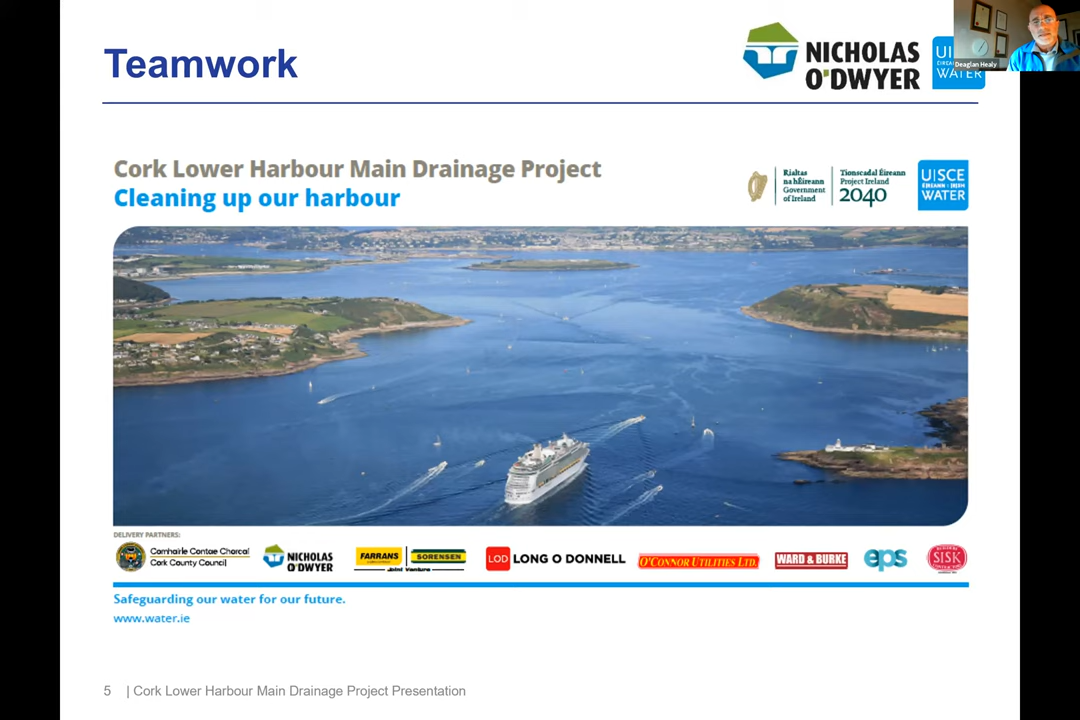 Teamwork
NICHOLAS
O'DWYER
UI
ÉIRE
WATER
Deaglan Healy
Cork Lower Harbour Main Drainage Project
Cleaning up our harbour
Rialtas
na hÉireann
Government
of Ireland
Tionscadal Éireann
Project Ireland
2040
UISCE
ÉIREANN : IRISH
WATER
DELIVERY PARTNERS:
Comhairle Contae Chorcaí
Cork County Council
NICHOLAS
O'DWYER
FARRANS
SORENSEN
Joint Venture
LOD LONG O DONNELL
O'CONNOR UTILITIES LTD.
WARD & BURKE
eps
SISK
Safeguarding our water for our future.
www.water.ie
5 | Cork Lower Harbour Main Drainage Project Presentation